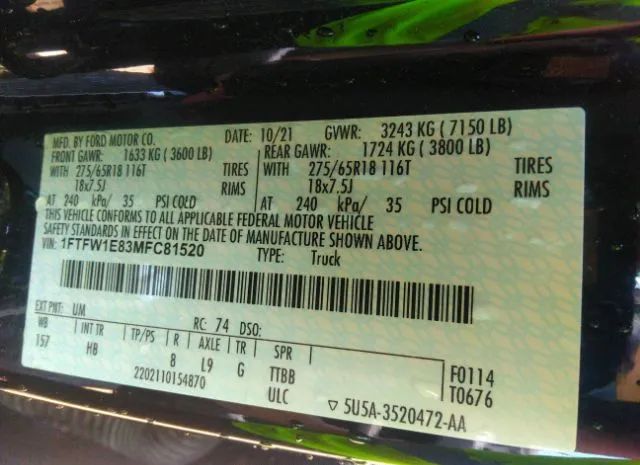 MFD. BY FORD MOTOR CO. DATE: 10/21 GVWR: 3243 KG ( 7150 LB)
FRONT GAWR: 1633 KG (3600 LB) REAR GAWR: 1724 KG (3800 LB)
WITH 275/65R18 116T TIRES WITH 275/65R18 116T TIRES
18x7.5J RIMS 18x7.5J RIMS
AT 240 kPa/ 35 PSI COLD AT 240 kPa/ 35 PSI COLD
THIS VEHICLE CONFORMS TO ALL APPLICABLE FEDERAL MOTOR VEHICLE
SAFETY STANDARDS IN EFFECT ON THE DATE OF MANUFACTURE SHOWN ABOVE.
VIN: 1FTFW1E83MFC81520 TYPE: Truck
EXT PNT: UM RC: 74 DSO:
WB INT TR TP/PS R AXLE TR SPR
157 HB 8 L9 G TTBB F0114
2202110154870 ULC T0676
▽ 5U5A-3520472-AA